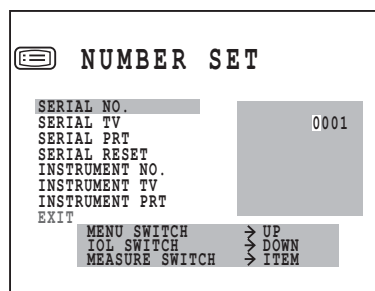 NUMBER SET
SERIAL NO.
SERIAL TV 0001
SERIAL PRT
SERIAL RESET
INSTRUMENT NO.
INSTRUMENT TV
INSTRUMENT PRT
EXIT
MENU SWITCH → UP
IOL SWITCH → DOWN
MEASURE SWITCH → ITEM